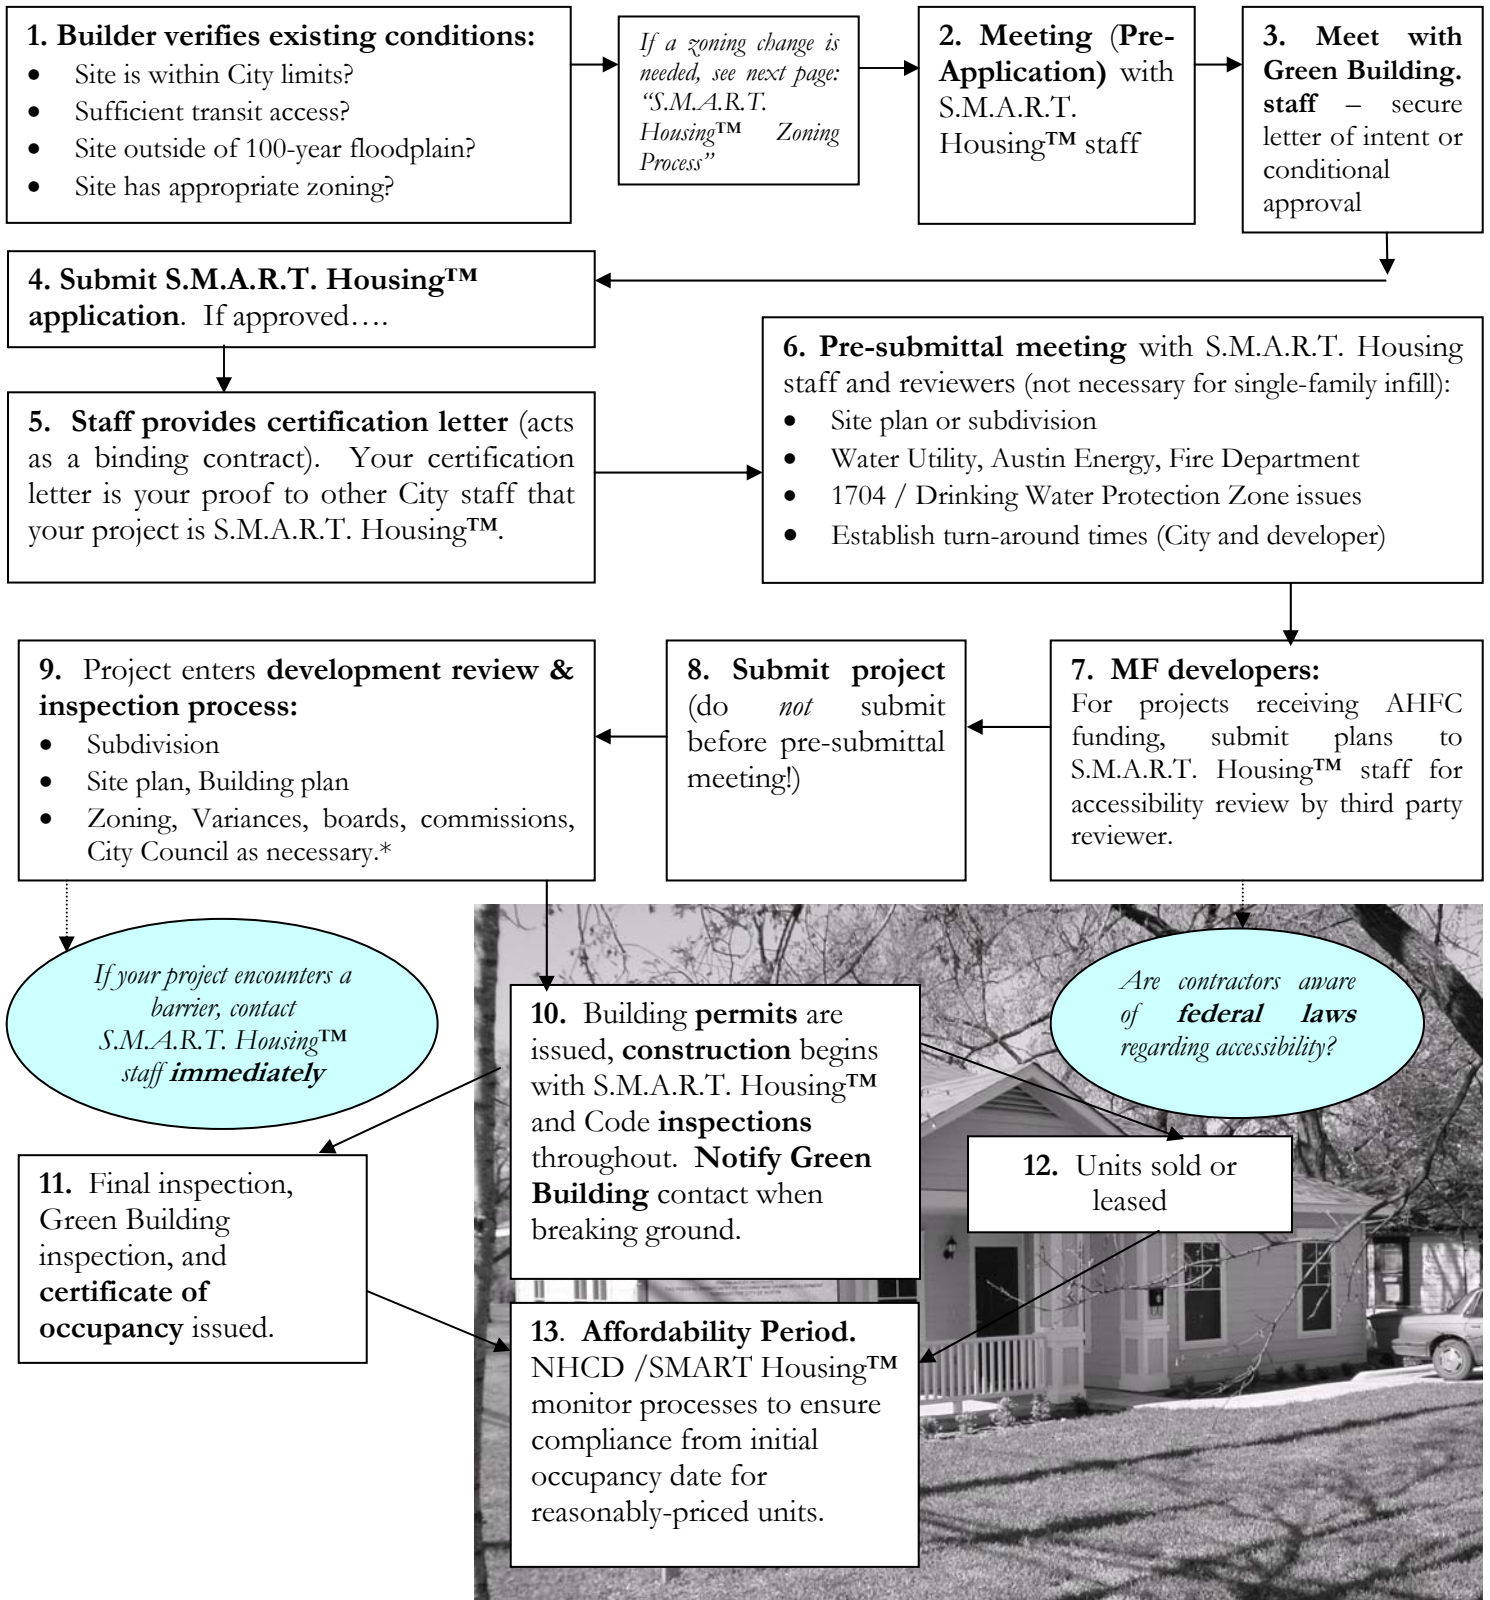 1. Builder verifies existing conditions:
• Site is within City limits?
• Sufficient transit access?
• Site outside of 100-year floodplain?
• Site has appropriate zoning?
If a zoning change is
needed, see next page:
“S.M.A.R.T.
Housing™ Zoning
Process”
2. Meeting (Pre-
Application) with
S.M.A.R.T.
Housing™ staff
3. Meet with
Green Building.
staff – secure
letter of intent or
conditional
approval
4. Submit S.M.A.R.T. Housing™
application. If approved….
5. Staff provides certification letter (acts
as a binding contract). Your certification
letter is your proof to other City staff that
your project is S.M.A.R.T. Housing™.
6. Pre-submittal meeting with S.M.A.R.T. Housing
staff and reviewers (not necessary for single-family infill):
• Site plan or subdivision
• Water Utility, Austin Energy, Fire Department
• 1704 / Drinking Water Protection Zone issues
• Establish turn-around times (City and developer)
7. MF developers:
For projects receiving AHFC
funding, submit plans to
S.M.A.R.T. Housing™ staff for
accessibility review by third party
reviewer.
8. Submit project
(do not submit
before pre-submittal
meeting!)
9. Project enters development review &
inspection process:
• Subdivision
• Site plan, Building plan
• Zoning, Variances, boards, commissions,
City Council as necessary.*
If your project encounters a
barrier, contact
S.M.A.R.T. Housing™
staff immediately
Are contractors aware
of federal laws
regarding accessibility?
10. Building permits are
issued, construction begins
with S.M.A.R.T. Housing™
and Code inspections
throughout. Notify Green
Building contact when
breaking ground.
11. Final inspection,
Green Building
inspection, and
certificate of
occupancy issued.
12. Units sold or
leased
13. Affordability Period.
NHCD /SMART Housing™
monitor processes to ensure
compliance from initial
occupancy date for
reasonably-priced units.